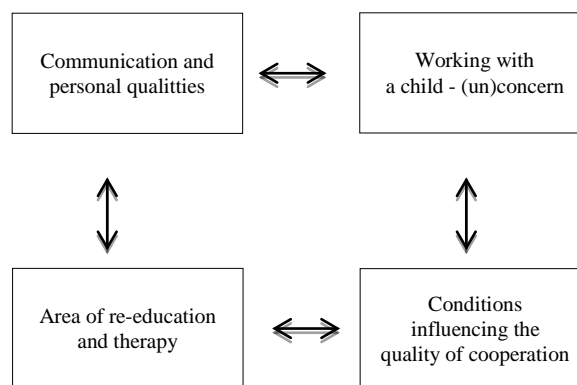 Communication and
personal qualitties
Working with
a child - (un)concern
Area of re-education
and therapy
Conditions
influencing the
quality of cooperation